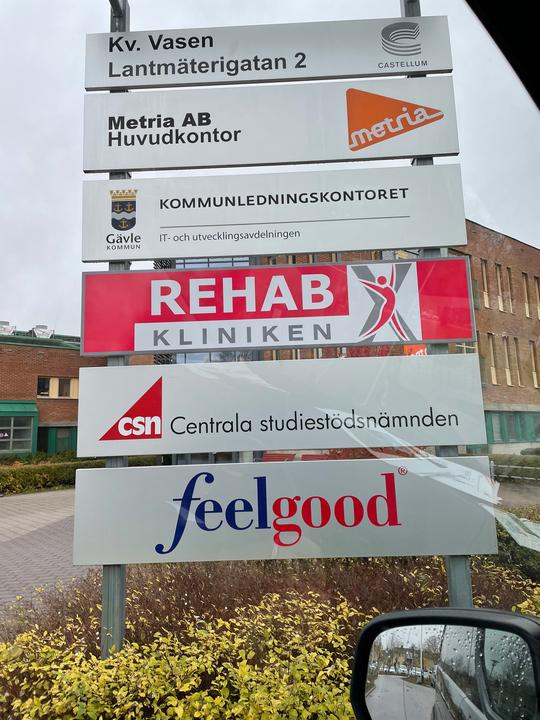 Kv. Vasen
Lantmäterigatan 2
CASTELLUM
Metria AB
Huvudkontor
metria
Gävle
KOMMUN
KOMMUNLEDNINGSKONTORET
IT- och utvecklingsavdelningen
REHAB
KLINIKEN
csn Centrala studiestödsnämnden
feelgood®